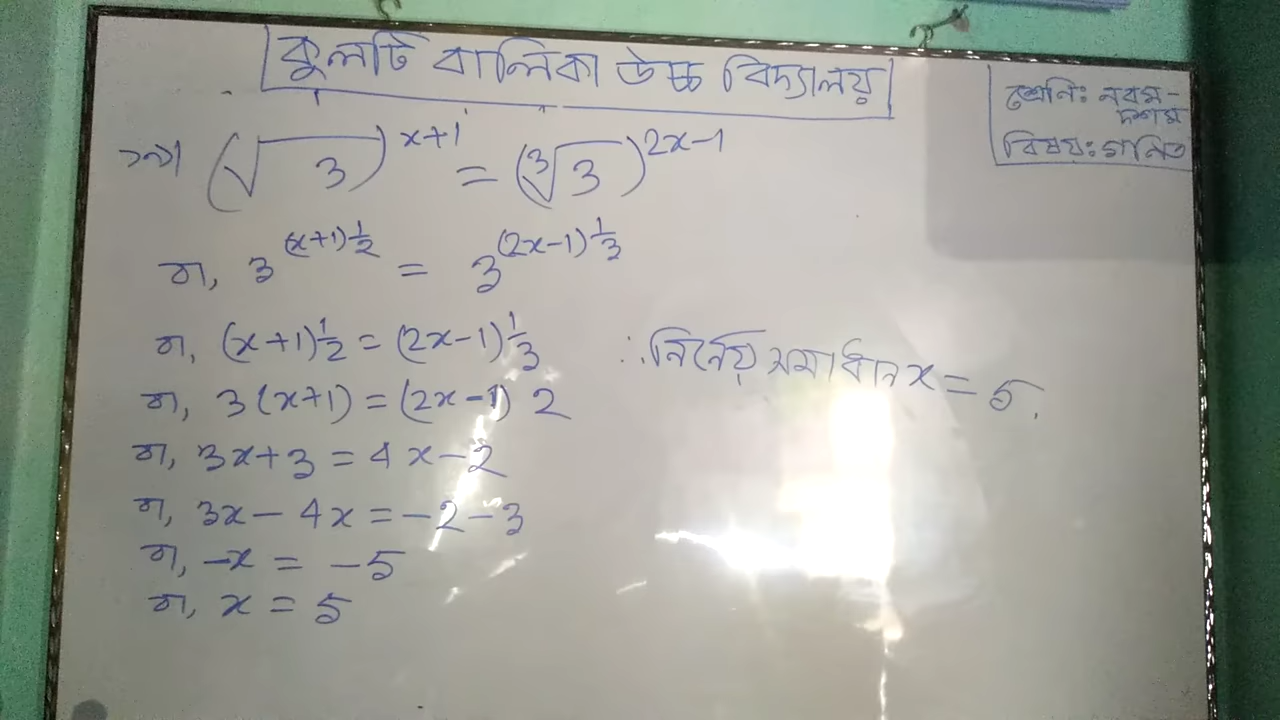 কুলটি বালিকা উচ্চ বিদ্যালয়
শ্রেণি: নবম-
দশম
বিষয়: গনিত
১৯। (√3)^(x+1) = (∛3)^(2x-1)
বা, 3^((x+1)1/2) = 3^((2x-1)1/3)
বা, (x+1)1/2 = (2x-1)1/3
বা, 3(x+1) = (2x-1) 2
বা, 3x+3 = 4x-2
বা, 3x-4x = -2-3
বা, -x = -5
বা, x = 5
∴ নির্নেয় সমাধান x = 5.